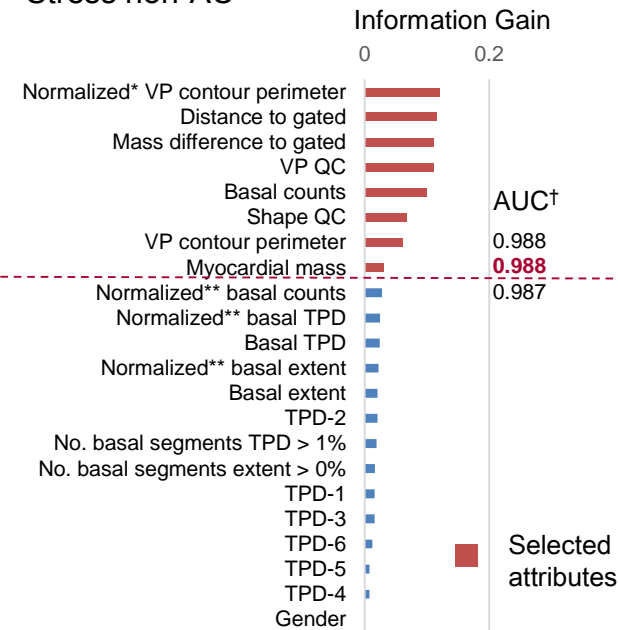 Stress non-AC
Information Gain
0 0.2
Normalized* VP contour perimeter
Distance to gated
Mass difference to gated
VP QC
Basal counts
AUC†
Shape QC
VP contour perimeter 0.988
Myocardial mass 0.988
Normalized** basal counts 0.987
Normalized** basal TPD
Basal TPD
Normalized** basal extent
Basal extent
TPD-2
No. basal segments TPD > 1%
No. basal segments extent > 0%
TPD-1
TPD-3
TPD-6
TPD-5
TPD-4
Gender
Selected
attributes